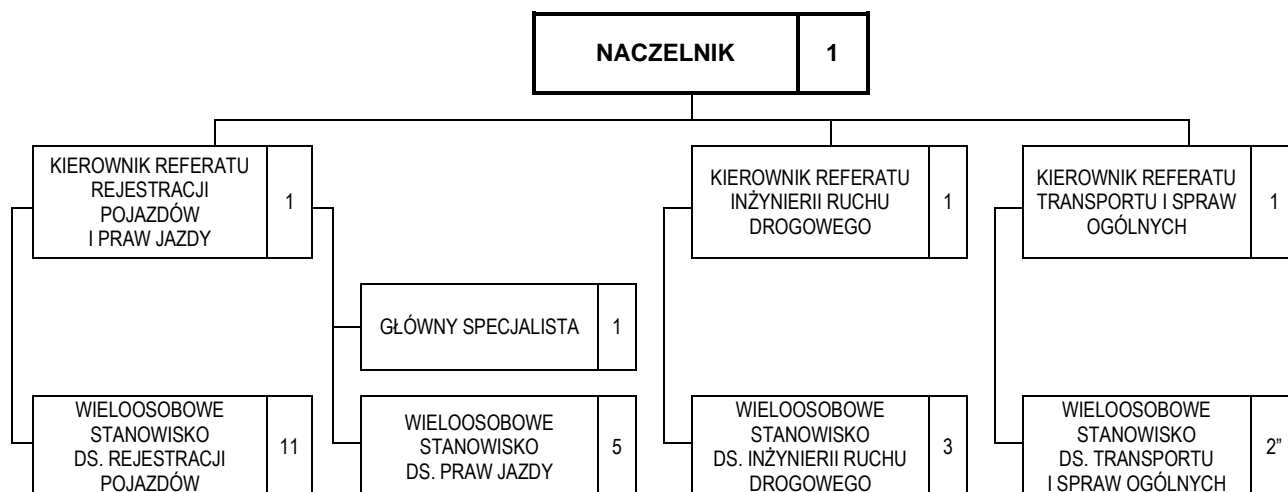 NACZELNIK 1
KIEROWNIK REFERATU
REJESTRACJI
POJAZDÓW
I PRAW JAZDY
1
KIEROWNIK REFERATU
INŻYNIERII RUCHU
DROGOWEGO
1
KIEROWNIK REFERATU
TRANSPORTU I SPRAW
OGÓLNYCH
1
GŁÓWNY SPECJALISTA 1
WIELOOSOBOWE
STANOWISKO
DS. REJESTRACJI
POJAZDÓW
11
WIELOOSOBOWE
STANOWISKO
DS. PRAW JAZDY
5
WIELOOSOBOWE
STANOWISKO
DS. INŻYNIERII RUCHU
DROGOWEGO
3
WIELOOSOBOWE
STANOWISKO
DS. TRANSPORTU
I SPRAW OGÓLNYCH
2”